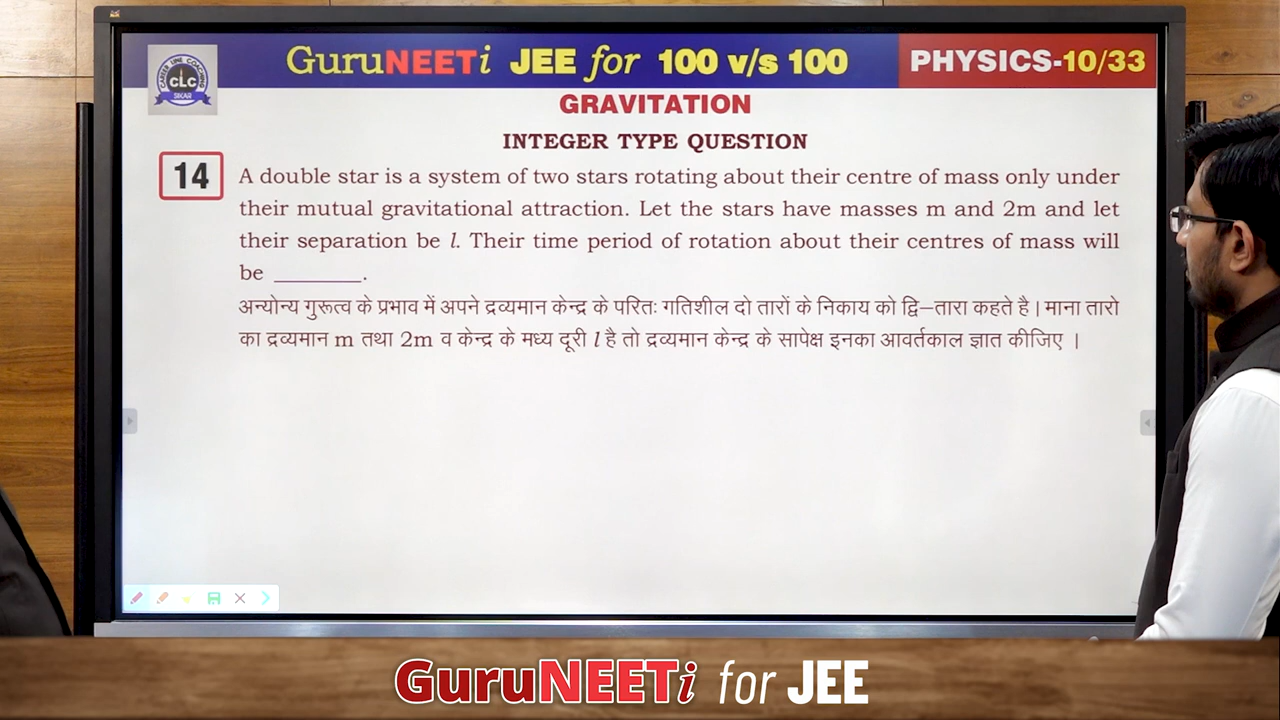 GuruNEETi JEE for 100 v/s 100
PHYSICS-10/33
CAREER LINE COACHING
CLC
SIKAR
GRAVITATION
INTEGER TYPE QUESTION
14
A double star is a system of two stars rotating about their centre of mass only under
their mutual gravitational attraction. Let the stars have masses m and 2m and let
their separation be l. Their time period of rotation about their centres of mass will
be ________.
अन्योन्य गुरूत्व के प्रभाव में अपने द्रव्यमान केन्द्र के परितः गतिशील दो तारों के निकाय को द्वि–तारा कहते है। माना तारो
का द्रव्यमान m तथा 2m व केन्द्र के मध्य दूरी l है तो द्रव्यमान केन्द्र के सापेक्ष इनका आवर्तकाल ज्ञात कीजिए ।
GuruNEETi for JEE